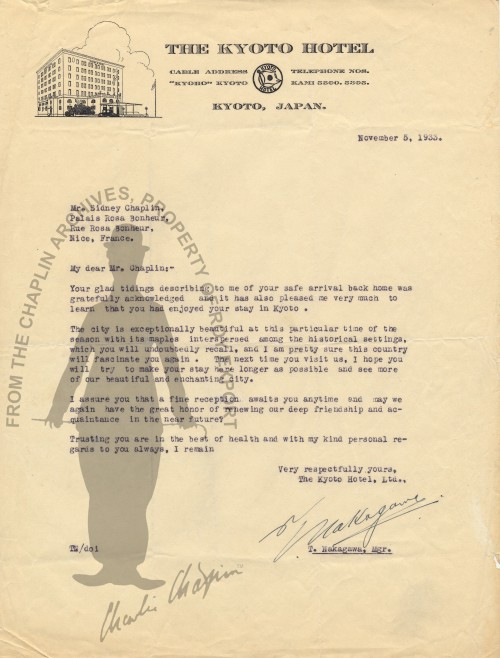 THE KYOTO HOTEL
CABLE ADDRESS
"KYOHO" KYOTO
KYOTO
HOTEL
TELEPHONE NOS.
KAMI 5360. 5395.
KYOTO, JAPAN.
November 5, 1933.
Mr. Sidney Chaplin,
Palais Rosa Bonheur,
Rue Rosa Bonheur,
Nice, France.
My dear Mr. Chaplin:-
Your glad tidings describing to me of your safe arrival back home was
gratefully acknowledged and it has also pleased me very much to
learn that you had enjoyed your stay in Kyoto .
The city is exceptionally beautiful at this particular time of the
season with its maples interspersed among the historical settings,
which you will undoubtedly recall, and I am pretty sure this country
will fascinate you again . The next time you visit us, I hope you
will try to make your stay here longer as possible and see more
of our beautiful and enchanting city.
I assure you that a fine reception awaits you anytime and may we
again have the great honor of renewing our deep friendship and ac-
quaintance in the near future?
Trusting you are in the best of health and with my kind personal re-
gards to you always, I remain
Very respectfully yours,
The Kyoto Hotel, Ltd.,
T. Nakagawa
T. Nakagawa, Mgr.
TN/doi
FROM THE CHAPLIN ARCHIVES, PROPERTY OF
Charlie Chaplin